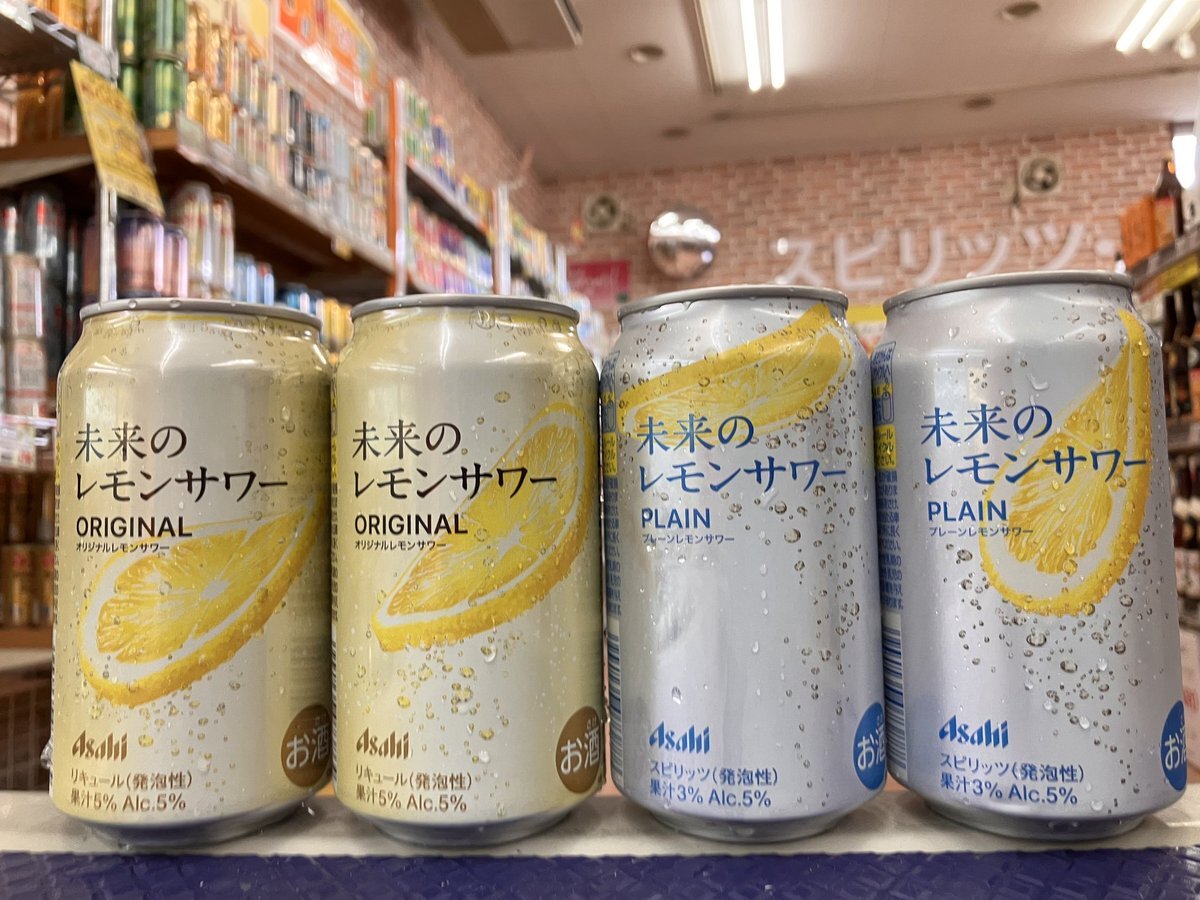 スピリッツ
未来の
レモンサワー
ORIGINAL
オリジナルレモンサワー
Asahi
お酒
リキュール(発泡性)
果汁5% Alc.5%
未来の
レモンサワー
ORIGINAL
オリジナルレモンサワー
Asahi
お酒
リキュール(発泡性)
果汁5% Alc.5%
未来の
レモンサワー
PLAIN
プレーンレモンサワー
Asahi
お酒
スピリッツ(発泡性)
果汁3% Alc.5%
未来の
レモンサワー
PLAIN
プレーンレモンサワー
Asahi
お酒
スピリッツ(発泡性)
果汁3% Alc.5%